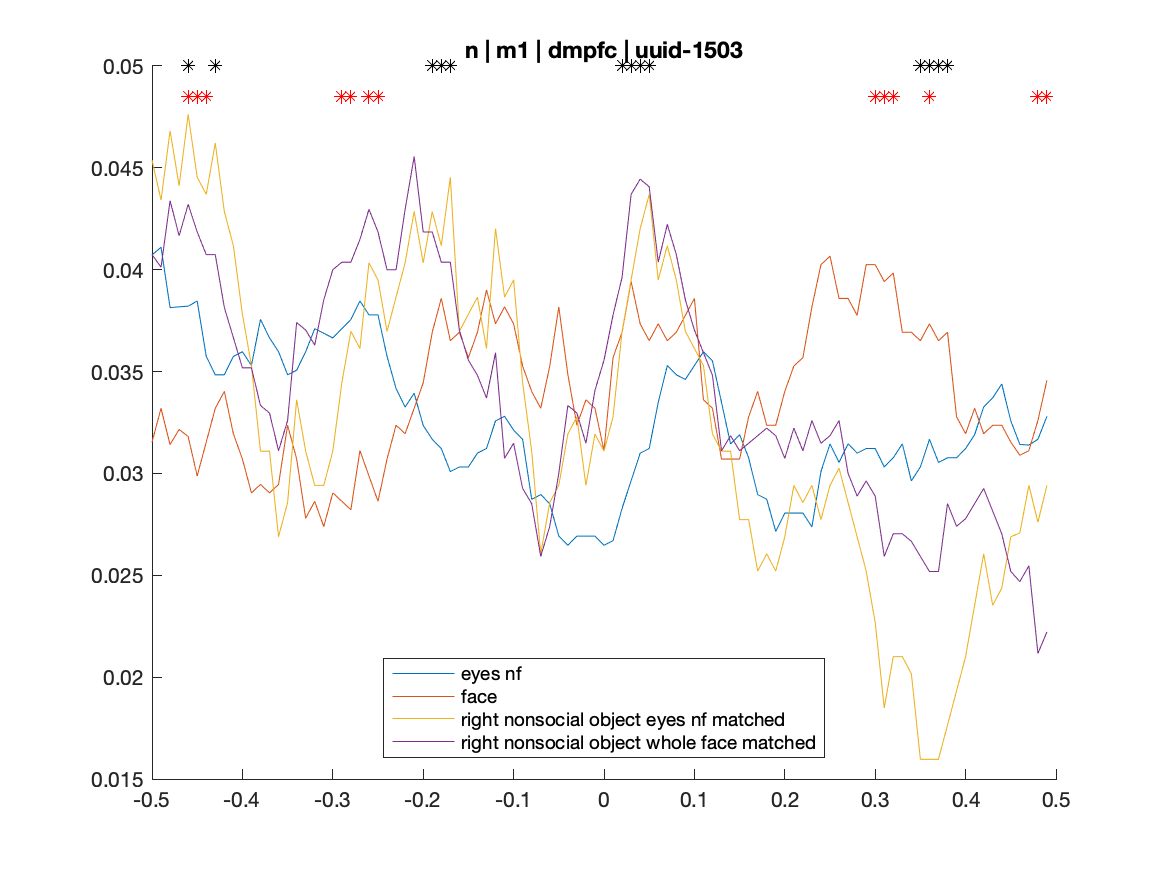 n | m1 | dmpfc | uuid-1503
0.05
0.045
0.04
0.035
0.03
0.025
0.02
0.015
eyes nf
face
right nonsocial object eyes nf matched
right nonsocial object whole face matched
-0.5 -0.4 -0.3 -0.2 -0.1 0 0.1 0.2 0.3 0.4 0.5